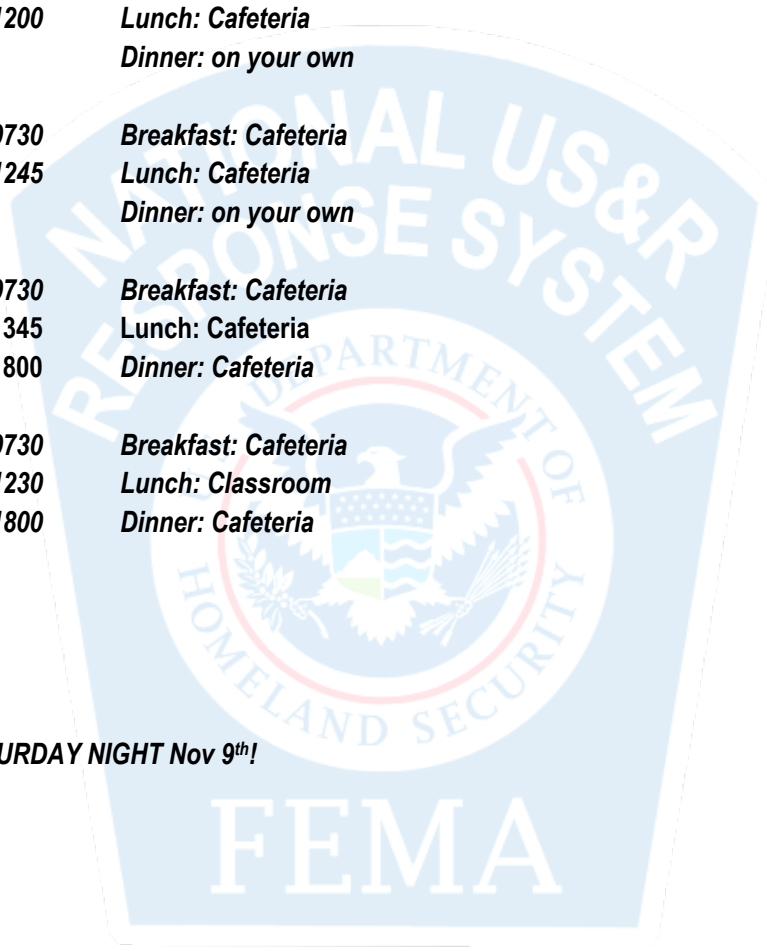 1200 Lunch: Cafeteria
Dinner: on your own
0730 Breakfast: Cafeteria
1245 Lunch: Cafeteria
Dinner: on your own
0730 Breakfast: Cafeteria
345 Lunch: Cafeteria
800 Dinner: Cafeteria
0730 Breakfast: Cafeteria
1230 Lunch: Classroom
1800 Dinner: Cafeteria
URDAY NIGHT Nov 9th!
NATIONAL US&R
RESPONSE SYSTEM
U.S. DEPARTMENT OF
HOMELAND SECURITY
FEMA